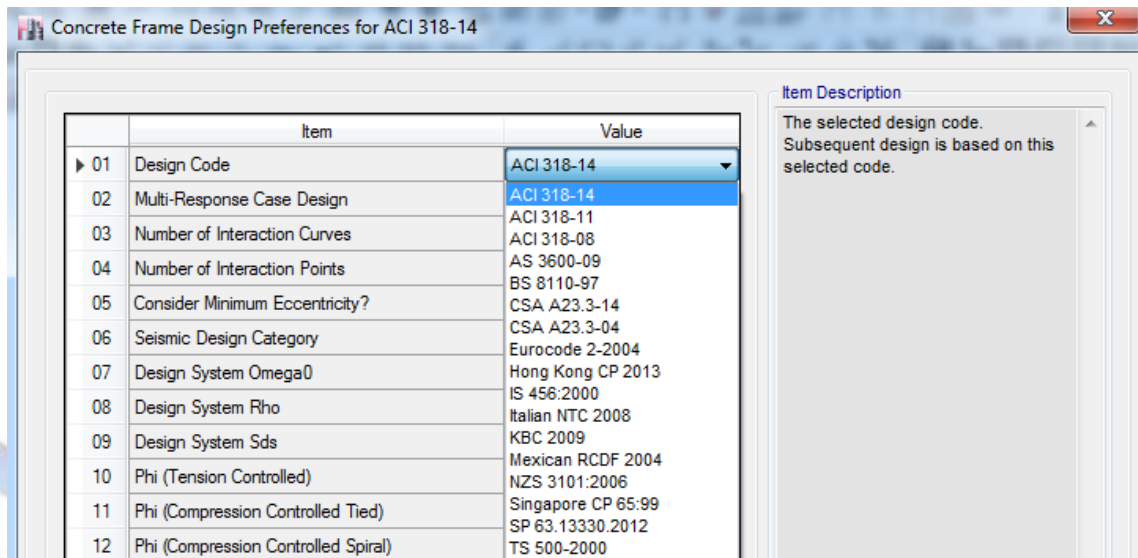 Concrete Frame Design Preferences for ACI 318-14
x
Item Value
01 Design Code ACI 318-14
02 Multi-Response Case Design
03 Number of Interaction Curves
04 Number of Interaction Points
05 Consider Minimum Eccentricity?
06 Seismic Design Category
07 Design System Omega0
08 Design System Rho
09 Design System Sds
10 Phi (Tension Controlled)
11 Phi (Compression Controlled Tied)
12 Phi (Compression Controlled Spiral)
ACI 318-14
ACI 318-11
ACI 318-08
AS 3600-09
BS 8110-97
CSA A23.3-14
CSA A23.3-04
Eurocode 2-2004
Hong Kong CP 2013
IS 456:2000
Italian NTC 2008
KBC 2009
Mexican RCDF 2004
NZS 3101:2006
Singapore CP 65:99
SP 63.13330.2012
TS 500-2000
Item Description
The selected design code.
Subsequent design is based on this
selected code.